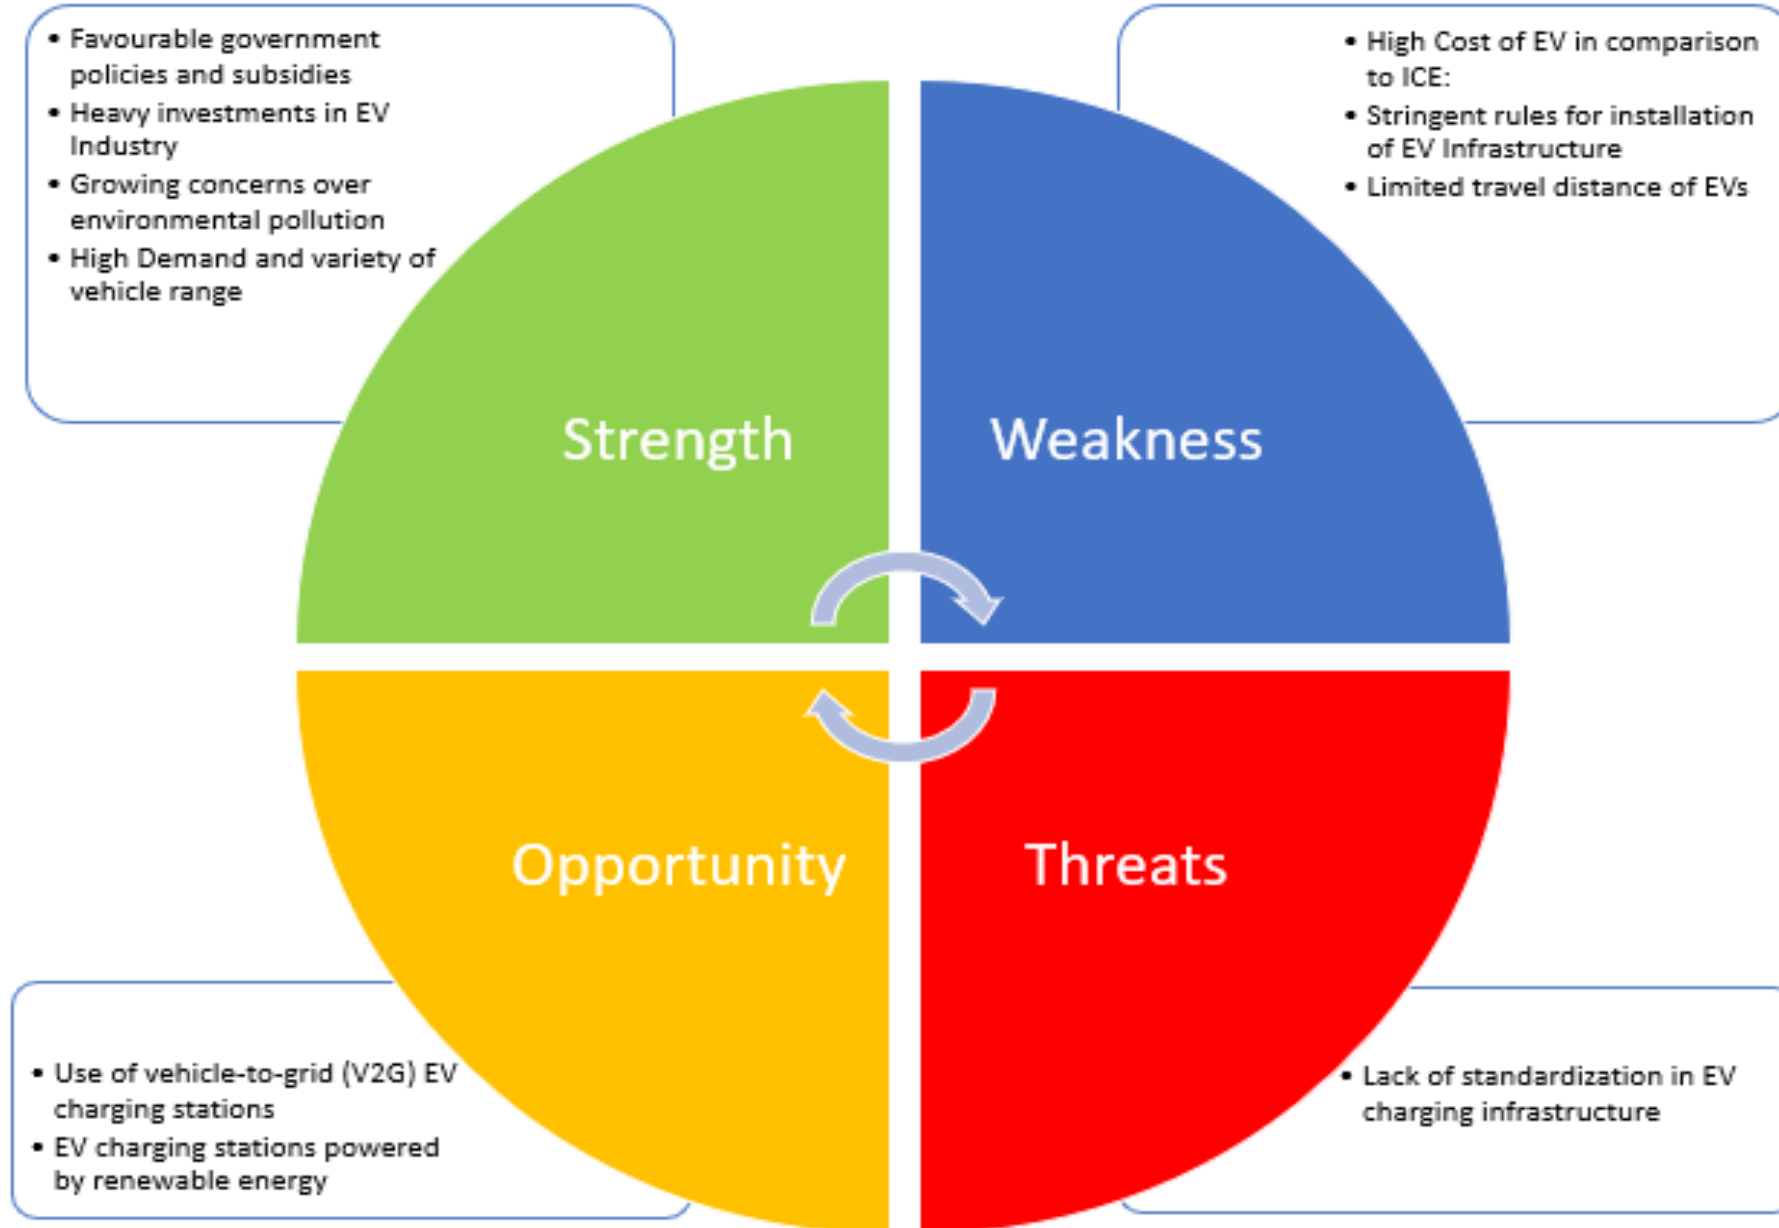 • Favourable government
policies and subsidies
• Heavy investments in EV
Industry
• Growing concerns over
environmental pollution
• High Demand and variety of
vehicle range
• High Cost of EV in comparison
to ICE:
• Stringent rules for installation
of EV Infrastructure
• Limited travel distance of EVs
Strength
Weakness
Opportunity
Threats
• Use of vehicle-to-grid (V2G) EV
charging stations
• EV charging stations powered
by renewable energy
• Lack of standardization in EV
charging infrastructure